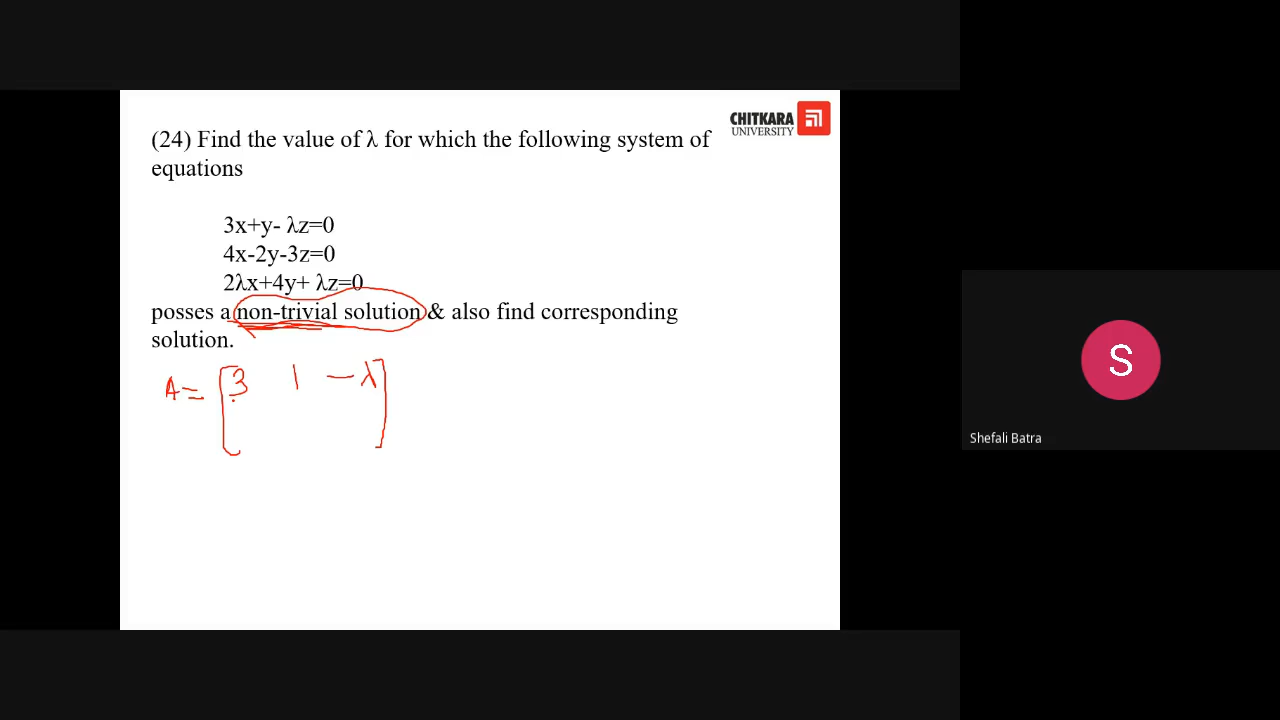 CHITKARA
UNIVERSITY
(24) Find the value of λ for which the following system of
equations
3x+y- λz=0
4x-2y-3z=0
2λx+4y+ λz=0
posses a non-trivial solution & also find corresponding
solution.
A= [3 1 -λ]
S
Shefali Batra